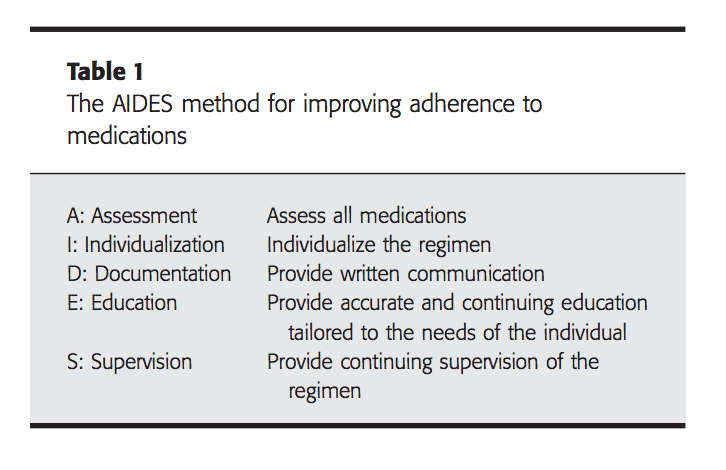 Table 1
The AIDES method for improving adherence to
medications
A: Assessment Assess all medications
I: Individualization Individualize the regimen
D: Documentation Provide written communication
E: Education Provide accurate and continuing education
tailored to the needs of the individual
S: Supervision Provide continuing supervision of the
regimen